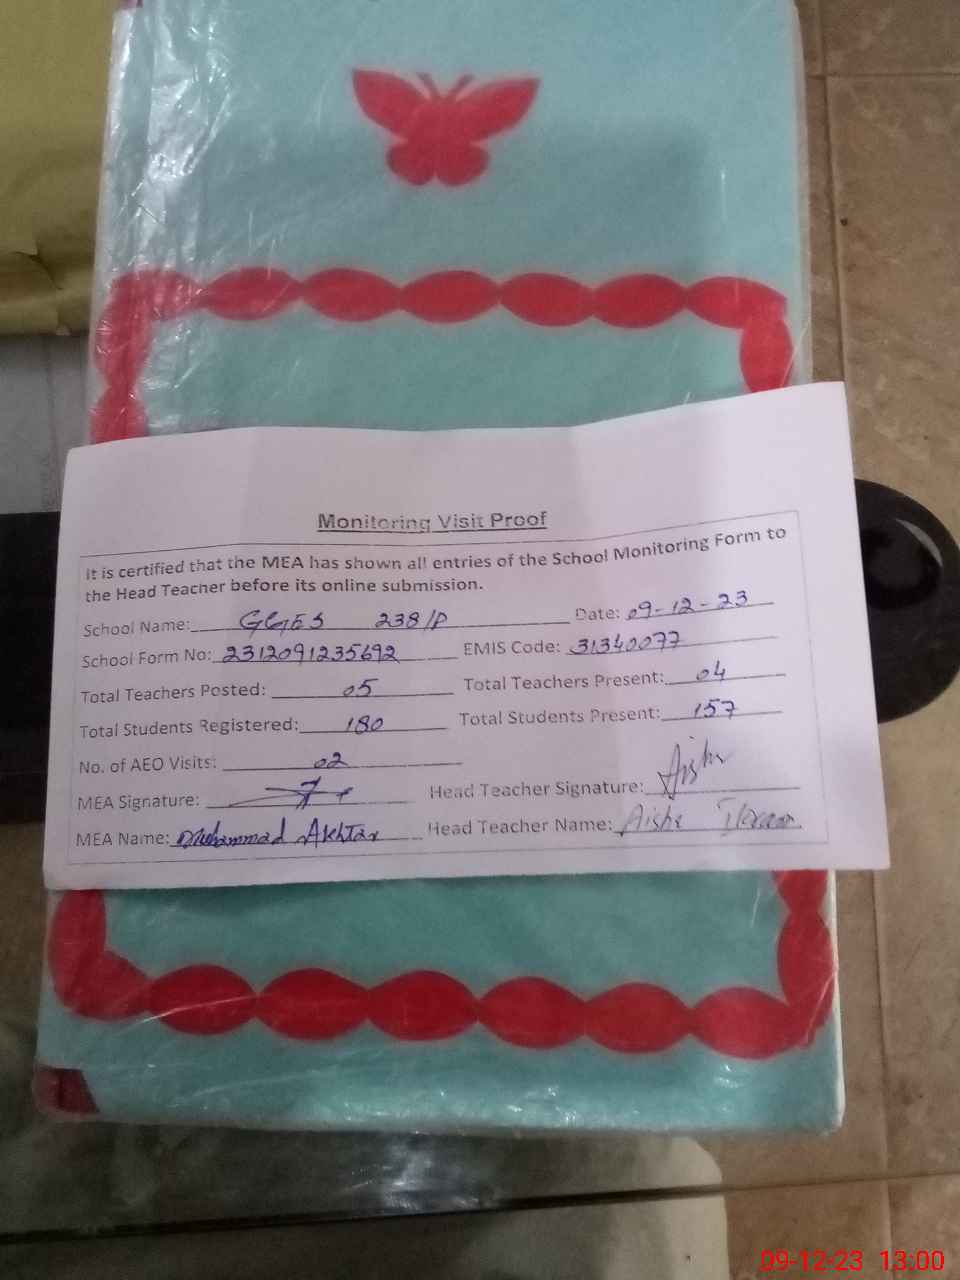 Monitoring Visit Proof
It is certified that the MEA has shown all entries of the School Monitoring Form to
the Head Teacher before its online submission.
School Name: GGES 238/P Date: 09-12-23
School Form No: 2312091235692 EMIS Code: 31340077
Total Teachers Posted: 05 Total Teachers Present: 04
Total Students Registered: 180 Total Students Present: 157
No. of AEO Visits: 02
MEA Signature: Head Teacher Signature: Aisha
MEA Name: Muhammad Akhtar Head Teacher Name: Aisha
09-12-23 13:00